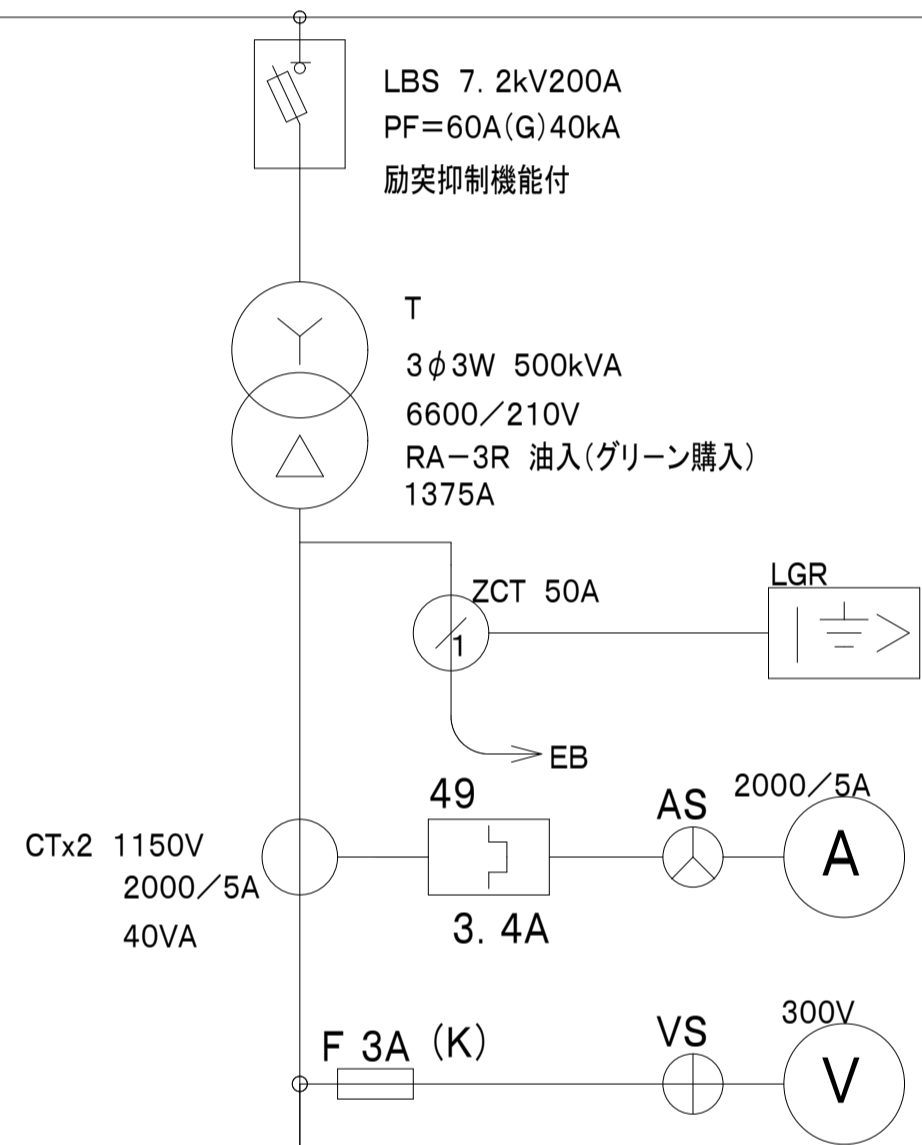 LBS 7.2kV200A
PF=60A(G)40kA
励突抑制機能付
T
3φ3W 500kVA
6600/210V
RA-3R 油入(グリーン購入)
1375A
ZCT 50A
LGR
1
EB
49
AS
2000/5A
A
CTx2 1150V
2000/5A
40VA
3.4A
300V
F 3A (K)
VS
V